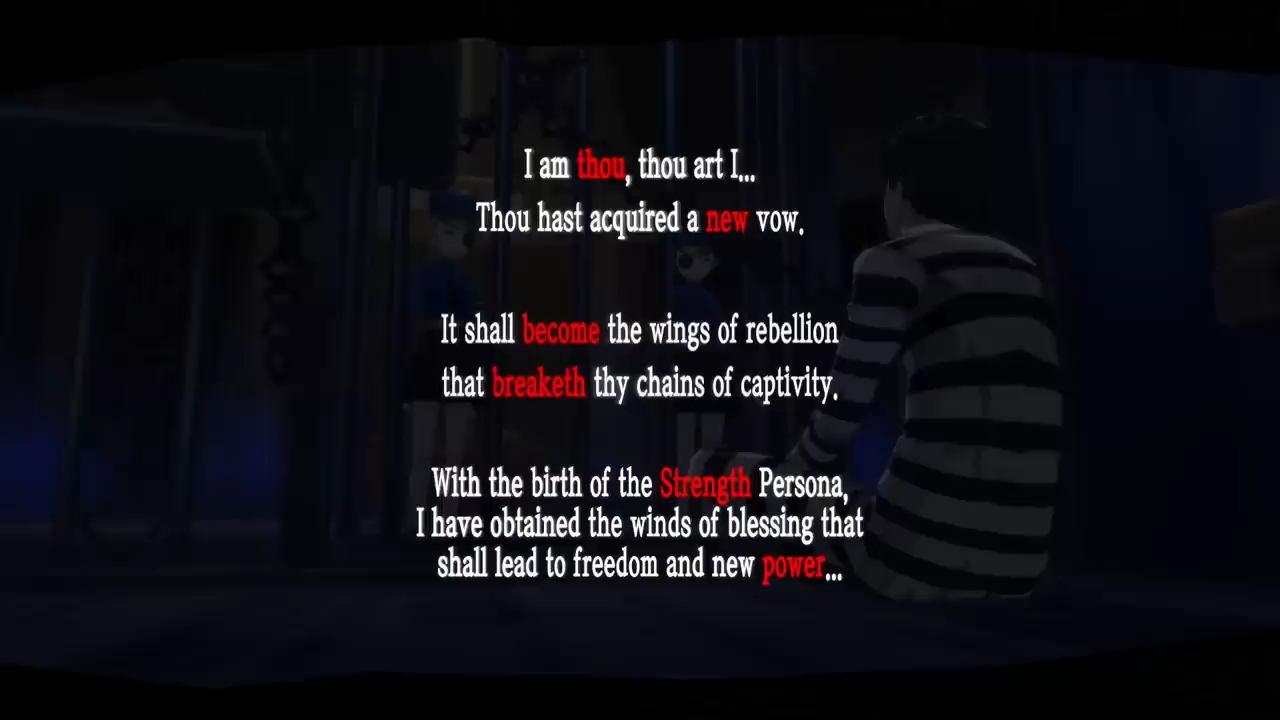 I am thou, thou art I...
Thou hast acquired a new vow.
It shall become the wings of rebellion
that breaketh thy chains of captivity.
With the birth of the Strength Persona,
I have obtained the winds of blessing that
shall lead to freedom and new power...